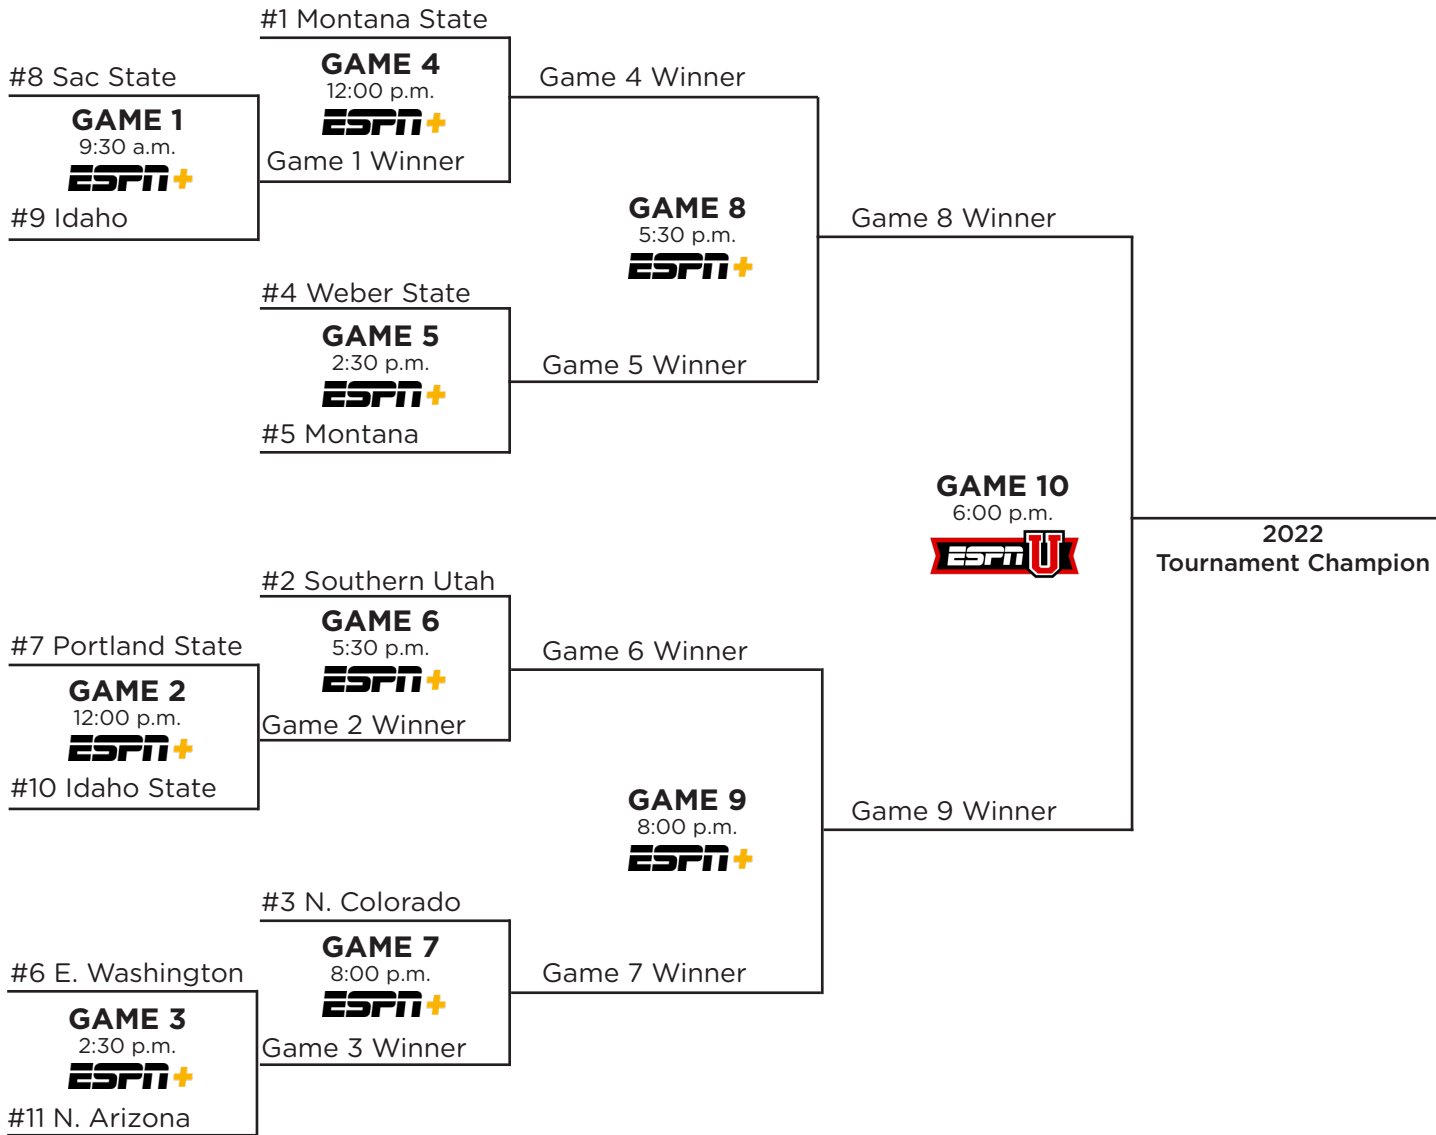 #1 Montana State
GAME 4
12:00 p.m.
ESPN+
Game 4 Winner
#8 Sac State
GAME 1
9:30 a.m.
ESPN+
Game 1 Winner
#9 Idaho
GAME 8
5:30 p.m.
ESPN+
Game 8 Winner
#4 Weber State
GAME 5
2:30 p.m.
ESPN+
Game 5 Winner
#5 Montana
GAME 10
6:00 p.m.
ESPN U
2022
Tournament Champion
#2 Southern Utah
GAME 6
5:30 p.m.
ESPN+
Game 6 Winner
#7 Portland State
GAME 2
12:00 p.m.
ESPN+
Game 2 Winner
#10 Idaho State
GAME 9
8:00 p.m.
ESPN+
Game 9 Winner
#3 N. Colorado
GAME 7
8:00 p.m.
ESPN+
Game 7 Winner
#6 E. Washington
GAME 3
2:30 p.m.
ESPN+
Game 3 Winner
#11 N. Arizona